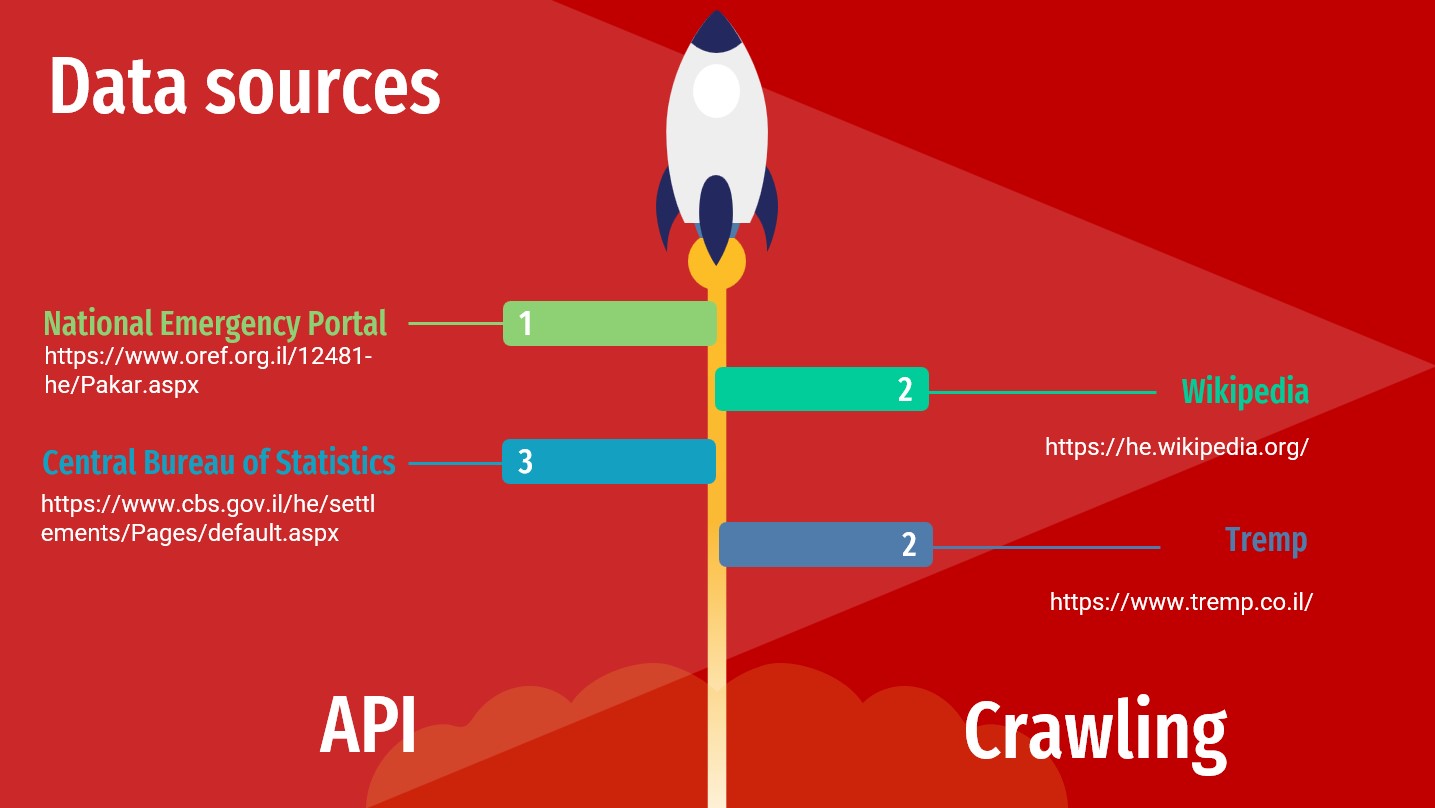 Data sources
National Emergency Portal
1
https://www.oref.org.il/12481-
he/Pakar.aspx
2
Wikipedia
https://he.wikipedia.org/
Central Bureau of Statistics
3
https://www.cbs.gov.il/he/settl
ements/Pages/default.aspx
2
Tremp
https://www.tremp.co.il/
API
Crawling